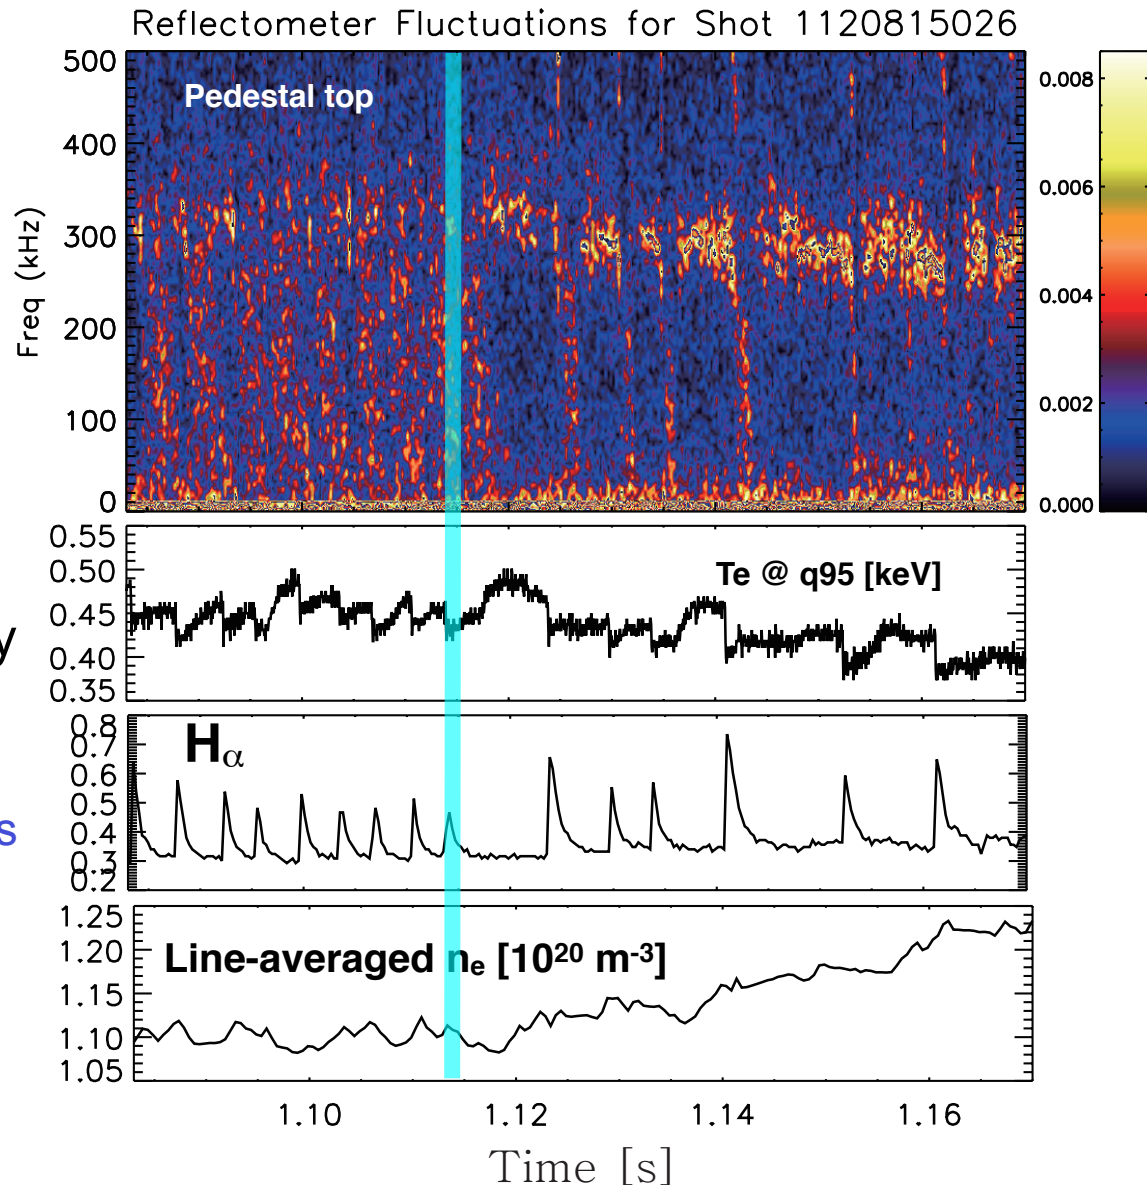 Reflectometer Fluctuations for Shot 1120815026
Pedestal top
Freq (kHz)
500
400
300
200
100
0
0.008
0.006
0.004
0.002
0.000
Te @ q95 [keV]
0.55
0.50
0.45
0.40
0.35
y
Hα
0.8
0.7
0.6
0.5
0.4
0.3
0.2
s
Line-averaged ne [10²⁰ m⁻³]
1.25
1.20
1.15
1.10
1.05
1.10 1.12 1.14 1.16
Time [s]